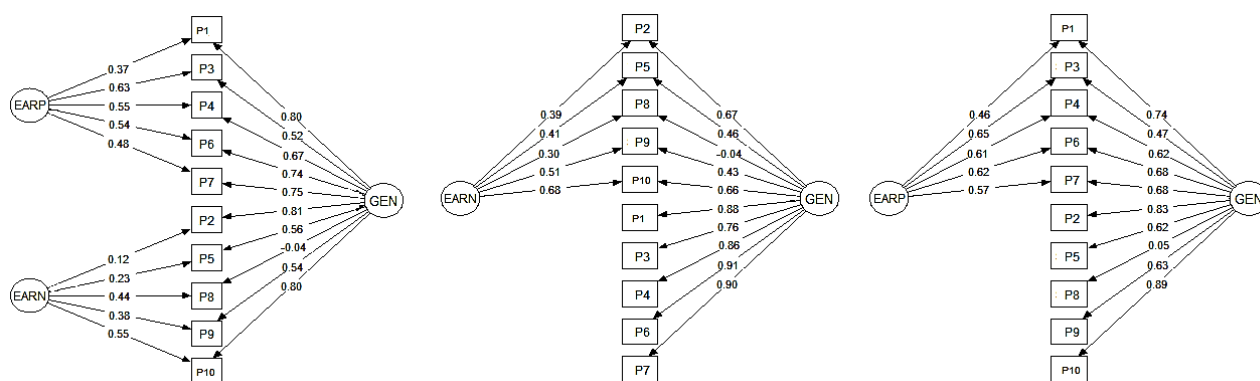 P1
P3
P4
P6
P7
P2
P5
P8
P9
P10
EARP
EARN
GEN
0.37
0.63
0.55
0.54
0.48
0.12
0.23
0.44
0.38
0.55
0.80
0.52
0.67
0.74
0.75
0.81
0.56
-0.04
0.54
0.80
P2
P5
P8
P9
P10
P1
P3
P4
P6
P7
EARN
GEN
0.39
0.41
0.30
0.51
0.68
0.67
0.46
-0.04
0.43
0.66
0.88
0.76
0.86
0.91
0.90
P1
P3
P4
P6
P7
P2
P5
P8
P9
P10
EARP
GEN
0.46
0.65
0.61
0.62
0.57
0.74
0.47
0.62
0.68
0.68
0.83
0.62
0.05
0.63
0.89